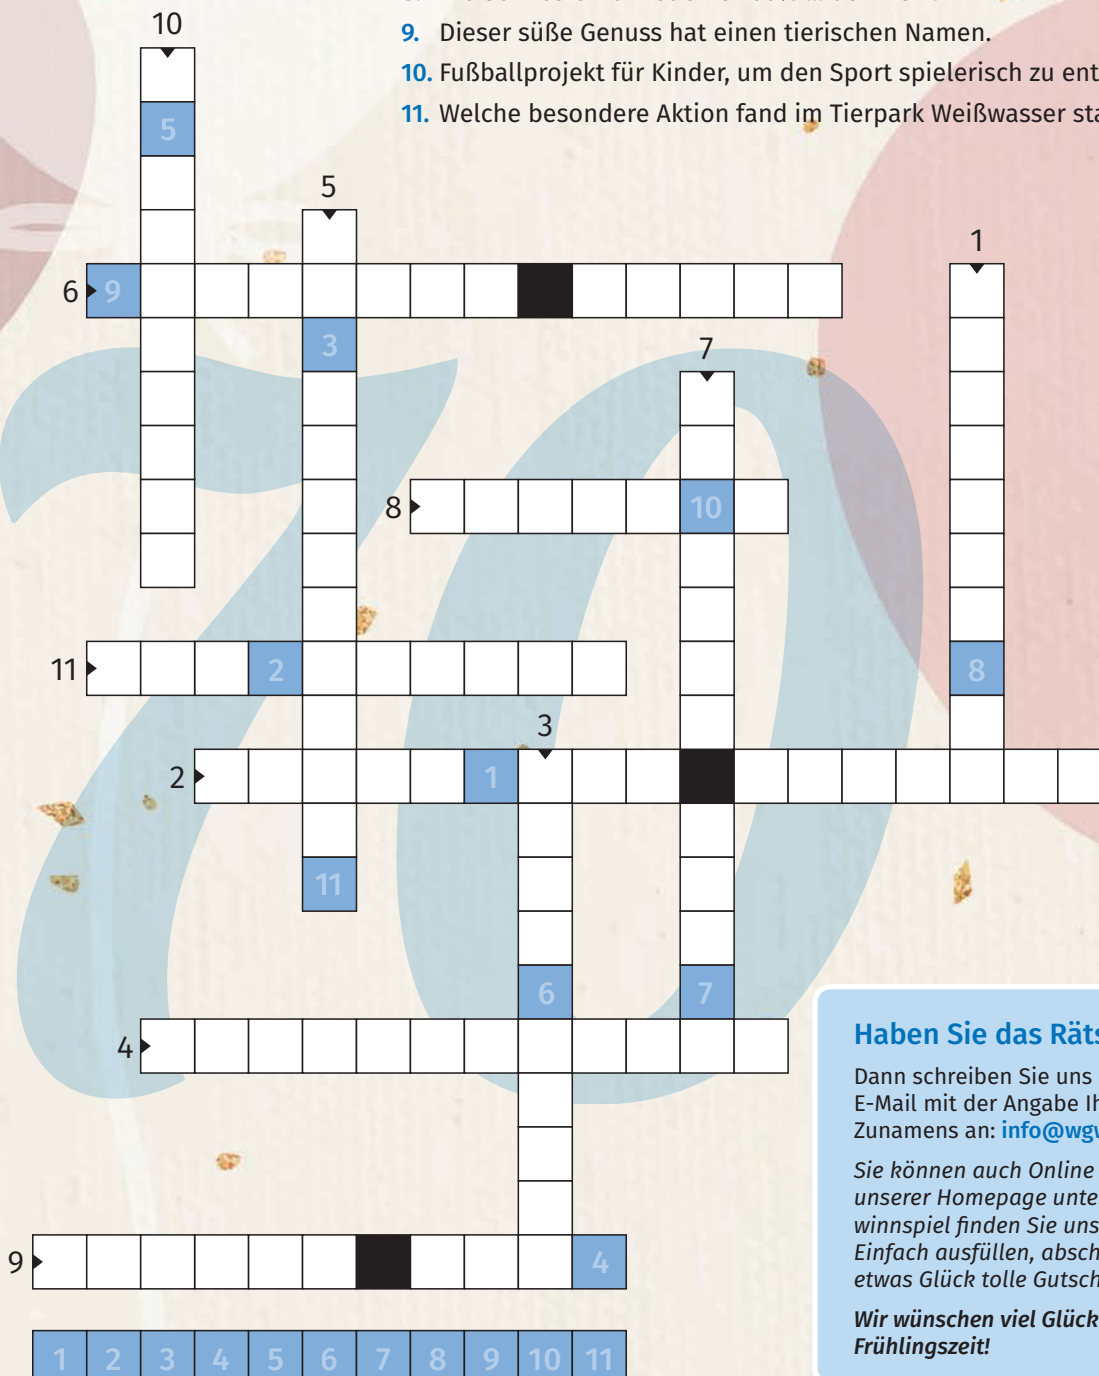 9. Dieser süße Genuss hat einen tierischen Namen.
10. Fußballprojekt für Kinder, um den Sport spielerisch zu ent
11. Welche besondere Aktion fand im Tierpark Weißwasser sta
10
5
5
1
6 9
3
7
8 10
11 2
8
3
2 1
11
6 7
4
9 4
1 2 3 4 5 6 7 8 9 10 11
Haben Sie das Räts
Dann schreiben Sie uns
E-Mail mit der Angabe Ih
Zunamens an: info@wgw
Sie können auch Online
unserer Homepage unte
winnspiel finden Sie uns
Einfach ausfüllen, absch
etwas Glück tolle Gutsch
Wir wünschen viel Glück
Frühlingszeit!